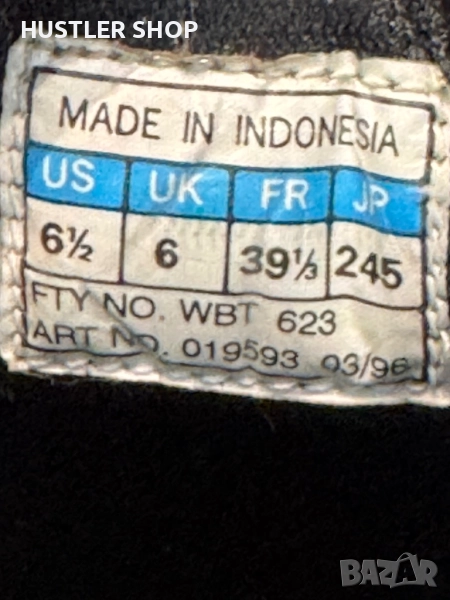 HUSTLER SHOP
MADE IN INDONESIA
US UK FR JP
6½ 6 39⅓ 245
FTY NO. WBT 623
ART NO. 019593 03/96
BAZAR